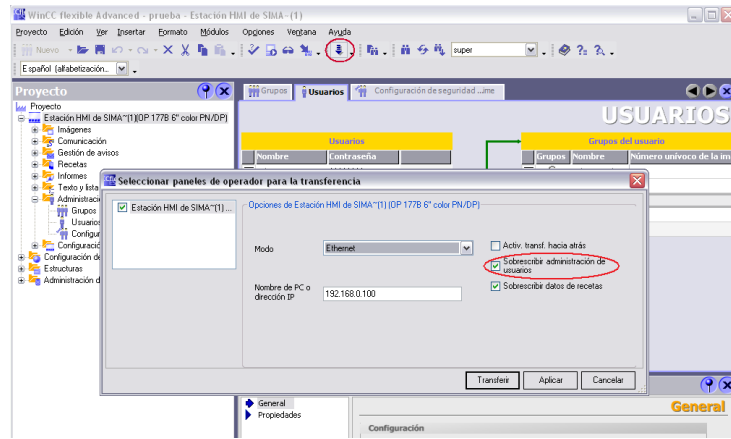 WinCC flexible Advanced - prueba - Estación HMI de SIMA~(1)
Proyecto Edición Ver Insertar Formato Módulos Opciones Ventana Ayuda
Nuevo super
Español (alfabetización..
Proyecto
Grupos Usuarios Configuración de seguridad ...ime
Proyecto
USUARIOS
Estación HMI de SIMA~(1)(OP 177B 6" color PN/DP)
Imágenes
Comunicación
Usuarios Grupos del usuario
Gestión de avisos
Nombre Contraseña Grupos Nombre Número unívoco de la im
Recetas
Informes
Seleccionar paneles de operador para la transferencia
Texto y lista
Administraci
Grupos
Usuarios
Configur
Configuració
Configuración de
Estructuras
Administración d
Estación HMI de SIMA~(1) ...
Opciones de Estación HMI de SIMA~(1) (OP 177B 6" color PN/DP)
Modo Ethernet
Activ. transf. hacia atrás
Sobrescribir administración de
usuarios
Nombre de PC o
dirección IP 192.168.0.100
Sobrescribir datos de recetas
Transferir Aplicar Cancelar
General
Propiedades
General
Configuración